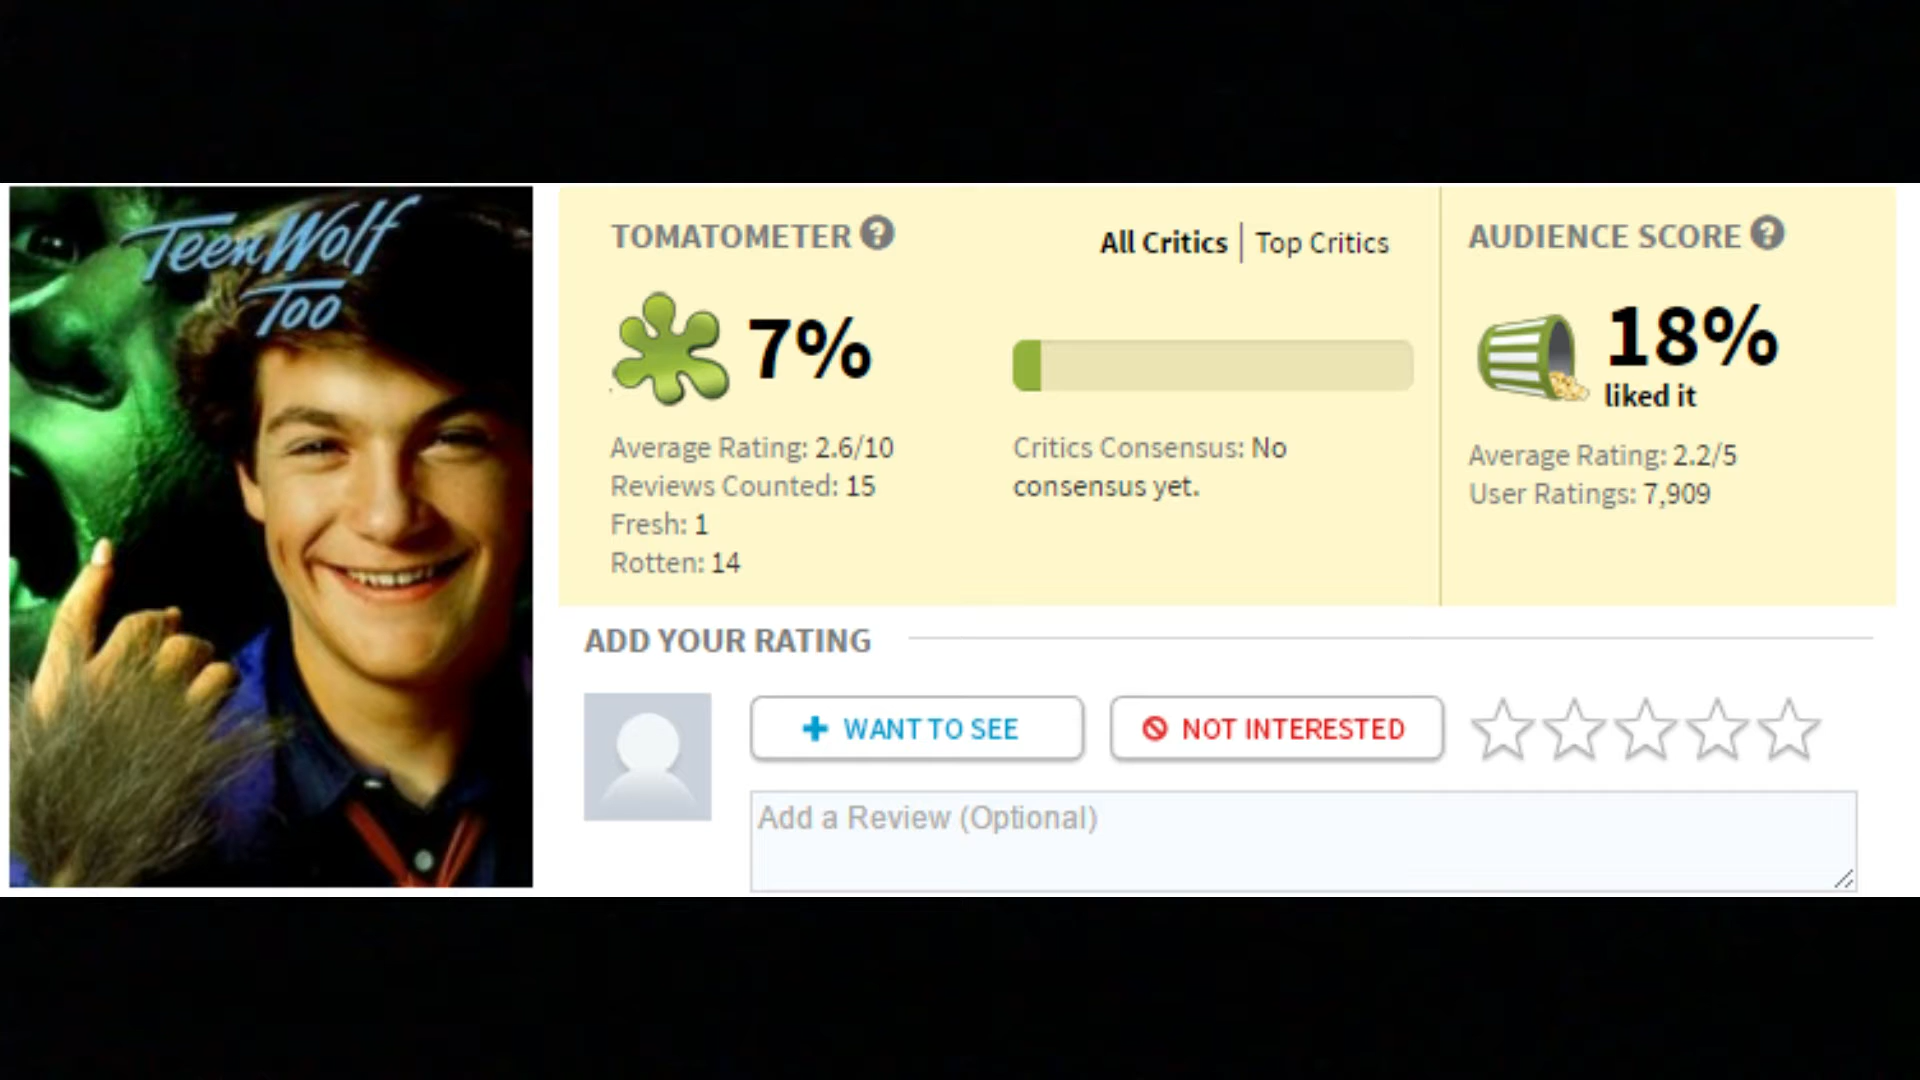 Teen Wolf
Too
TOMATOMETER ?
All Critics | Top Critics
7%
Average Rating: 2.6/10
Reviews Counted: 15
Fresh: 1
Rotten: 14
Critics Consensus: No
consensus yet.
AUDIENCE SCORE ?
18%
liked it
Average Rating: 2.2/5
User Ratings: 7,909
ADD YOUR RATING
WANT TO SEE
NOT INTERESTED
Add a Review (Optional)